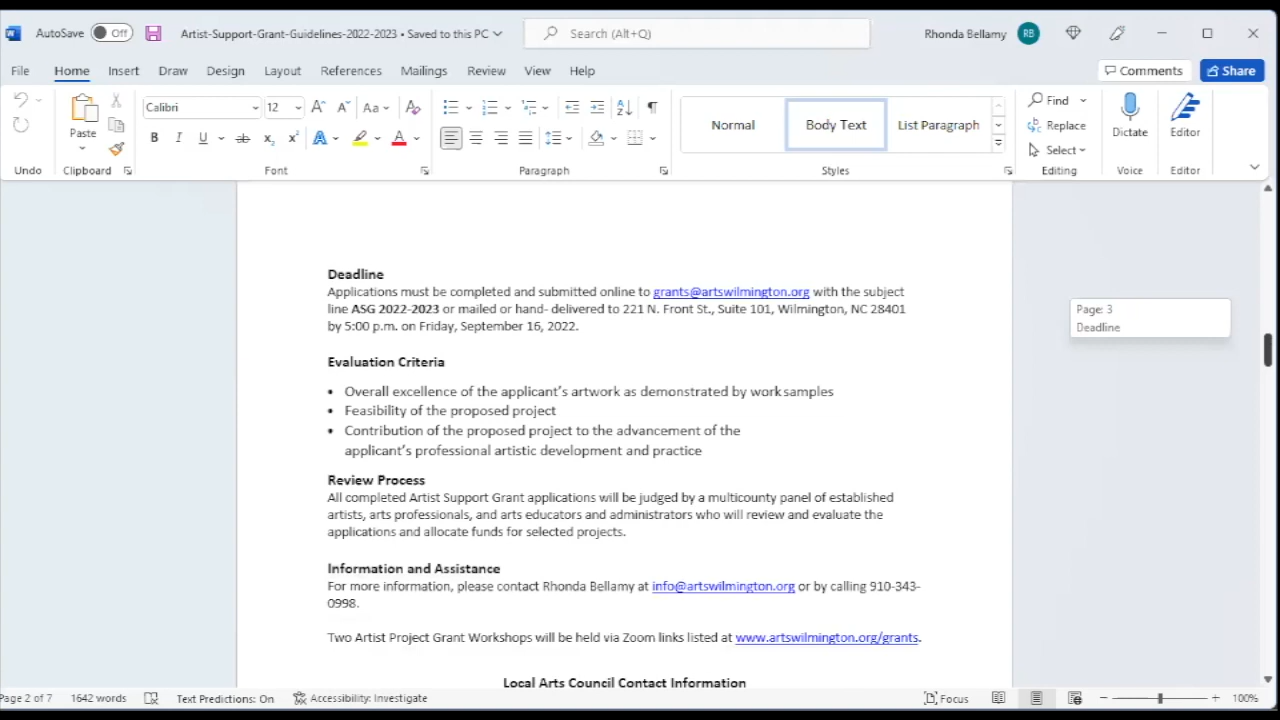 AutoSave Off Artist-Support-Grant-Guidelines-2022-2023 • Saved to this PC Search (Alt+Q) Rhonda Bellamy RB
File Home Insert Draw Design Layout References Mailings Review View Help Comments Share
Paste Calibri 12 Aa B I U ab x₂ x² A A Normal Body Text List Paragraph Find Replace Select Dictate Editor
Undo Clipboard Font Paragraph Styles Editing Voice Editor
Deadline
Applications must be completed and submitted online to grants@artswilmington.org with the subject
line ASG 2022-2023 or mailed or hand- delivered to 221 N. Front St., Suite 101, Wilmington, NC 28401
by 5:00 p.m. on Friday, September 16, 2022.
Page: 3
Deadline
Evaluation Criteria
• Overall excellence of the applicant's artwork as demonstrated by work samples
• Feasibility of the proposed project
• Contribution of the proposed project to the advancement of the
applicant's professional artistic development and practice
Review Process
All completed Artist Support Grant applications will be judged by a multicounty panel of established
artists, arts professionals, and arts educators and administrators who will review and evaluate the
applications and allocate funds for selected projects.
Information and Assistance
For more information, please contact Rhonda Bellamy at info@artswilmington.org or by calling 910-343-
0998.
Two Artist Project Grant Workshops will be held via Zoom links listed at www.artswilmington.org/grants.
Local Arts Council Contact Information
Page 2 of 7 1642 words Text Predictions: On Accessibility: Investigate Focus 100%